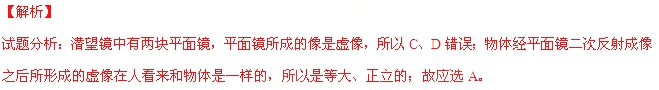 【解析】
试题分析：潜望镜中有两块平面镜，平面镜所成的像是虚像，所以 C、D 错误；物体经平面镜二次反射成像
之后所形成的虚像在人看来和物体是一样的，所以是等大、正立的；故应选 A。